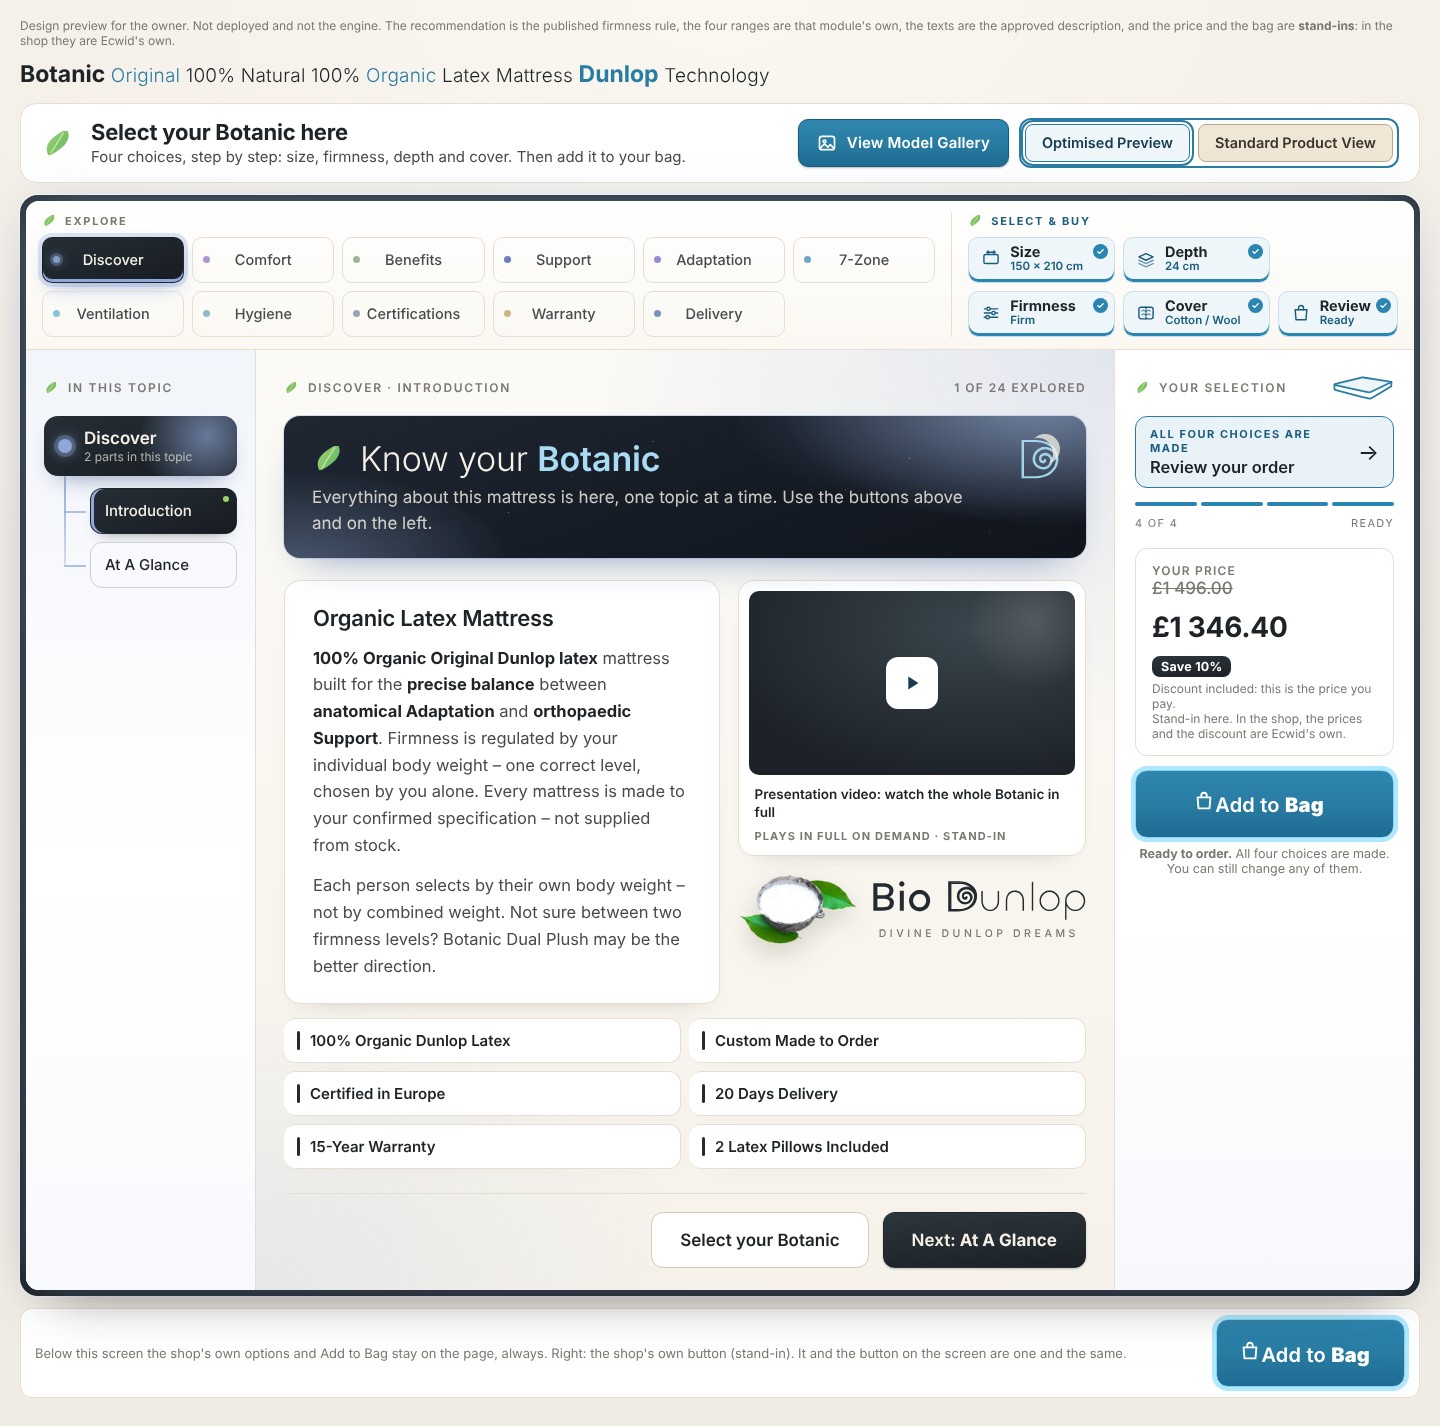 Design preview for the owner. Not deployed and not the engine. The recommendation is the published firmness rule, the four ranges are that module's own, the texts are the approved description, and the price and the bag are stand-ins: in the
shop they are Ecwid's own.
Botanic Original 100% Natural 100% Organic Latex Mattress Dunlop Technology
Select your Botanic here
Four choices, step by step: size, firmness, depth and cover. Then add it to your bag.
View Model Gallery
Optimised Preview
Standard Product View
EXPLORE
Discover
Comfort
Benefits
Support
Adaptation
7-Zone
Ventilation
Hygiene
Certifications
Warranty
Delivery
SELECT & BUY
Size
150 × 210 cm
Depth
24 cm
Firmness
Firm
Cover
Cotton / Wool
Review
Ready
IN THIS TOPIC
Discover
2 parts in this topic
Introduction
At A Glance
DISCOVER · INTRODUCTION
1 OF 24 EXPLORED
Know your Botanic
Everything about this mattress is here, one topic at a time. Use the buttons above
and on the left.
Organic Latex Mattress
100% Organic Original Dunlop latex mattress
built for the precise balance between
anatomical Adaptation and orthopaedic
Support. Firmness is regulated by your
individual body weight – one correct level,
chosen by you alone. Every mattress is made to
your confirmed specification – not supplied
from stock.
Each person selects by their own body weight –
not by combined weight. Not sure between two
firmness levels? Botanic Dual Plush may be the
better direction.
Presentation video: watch the whole Botanic in
full
PLAYS IN FULL ON DEMAND · STAND-IN
Bio Dunlop
DIVINE DUNLOP DREAMS
100% Organic Dunlop Latex
Custom Made to Order
Certified in Europe
20 Days Delivery
15-Year Warranty
2 Latex Pillows Included
Select your Botanic
Next: At A Glance
YOUR SELECTION
ALL FOUR CHOICES ARE
MADE
Review your order
4 OF 4
READY
YOUR PRICE
£1 496.00
£1 346.40
Save 10%
Discount included: this is the price you
pay.
Stand-in here. In the shop, the prices
and the discount are Ecwid's own.
Add to Bag
Ready to order. All four choices are made.
You can still change any of them.
Below this screen the shop's own options and Add to Bag stay on the page, always. Right: the shop's own button (stand-in). It and the button on the screen are one and the same.
Add to Bag